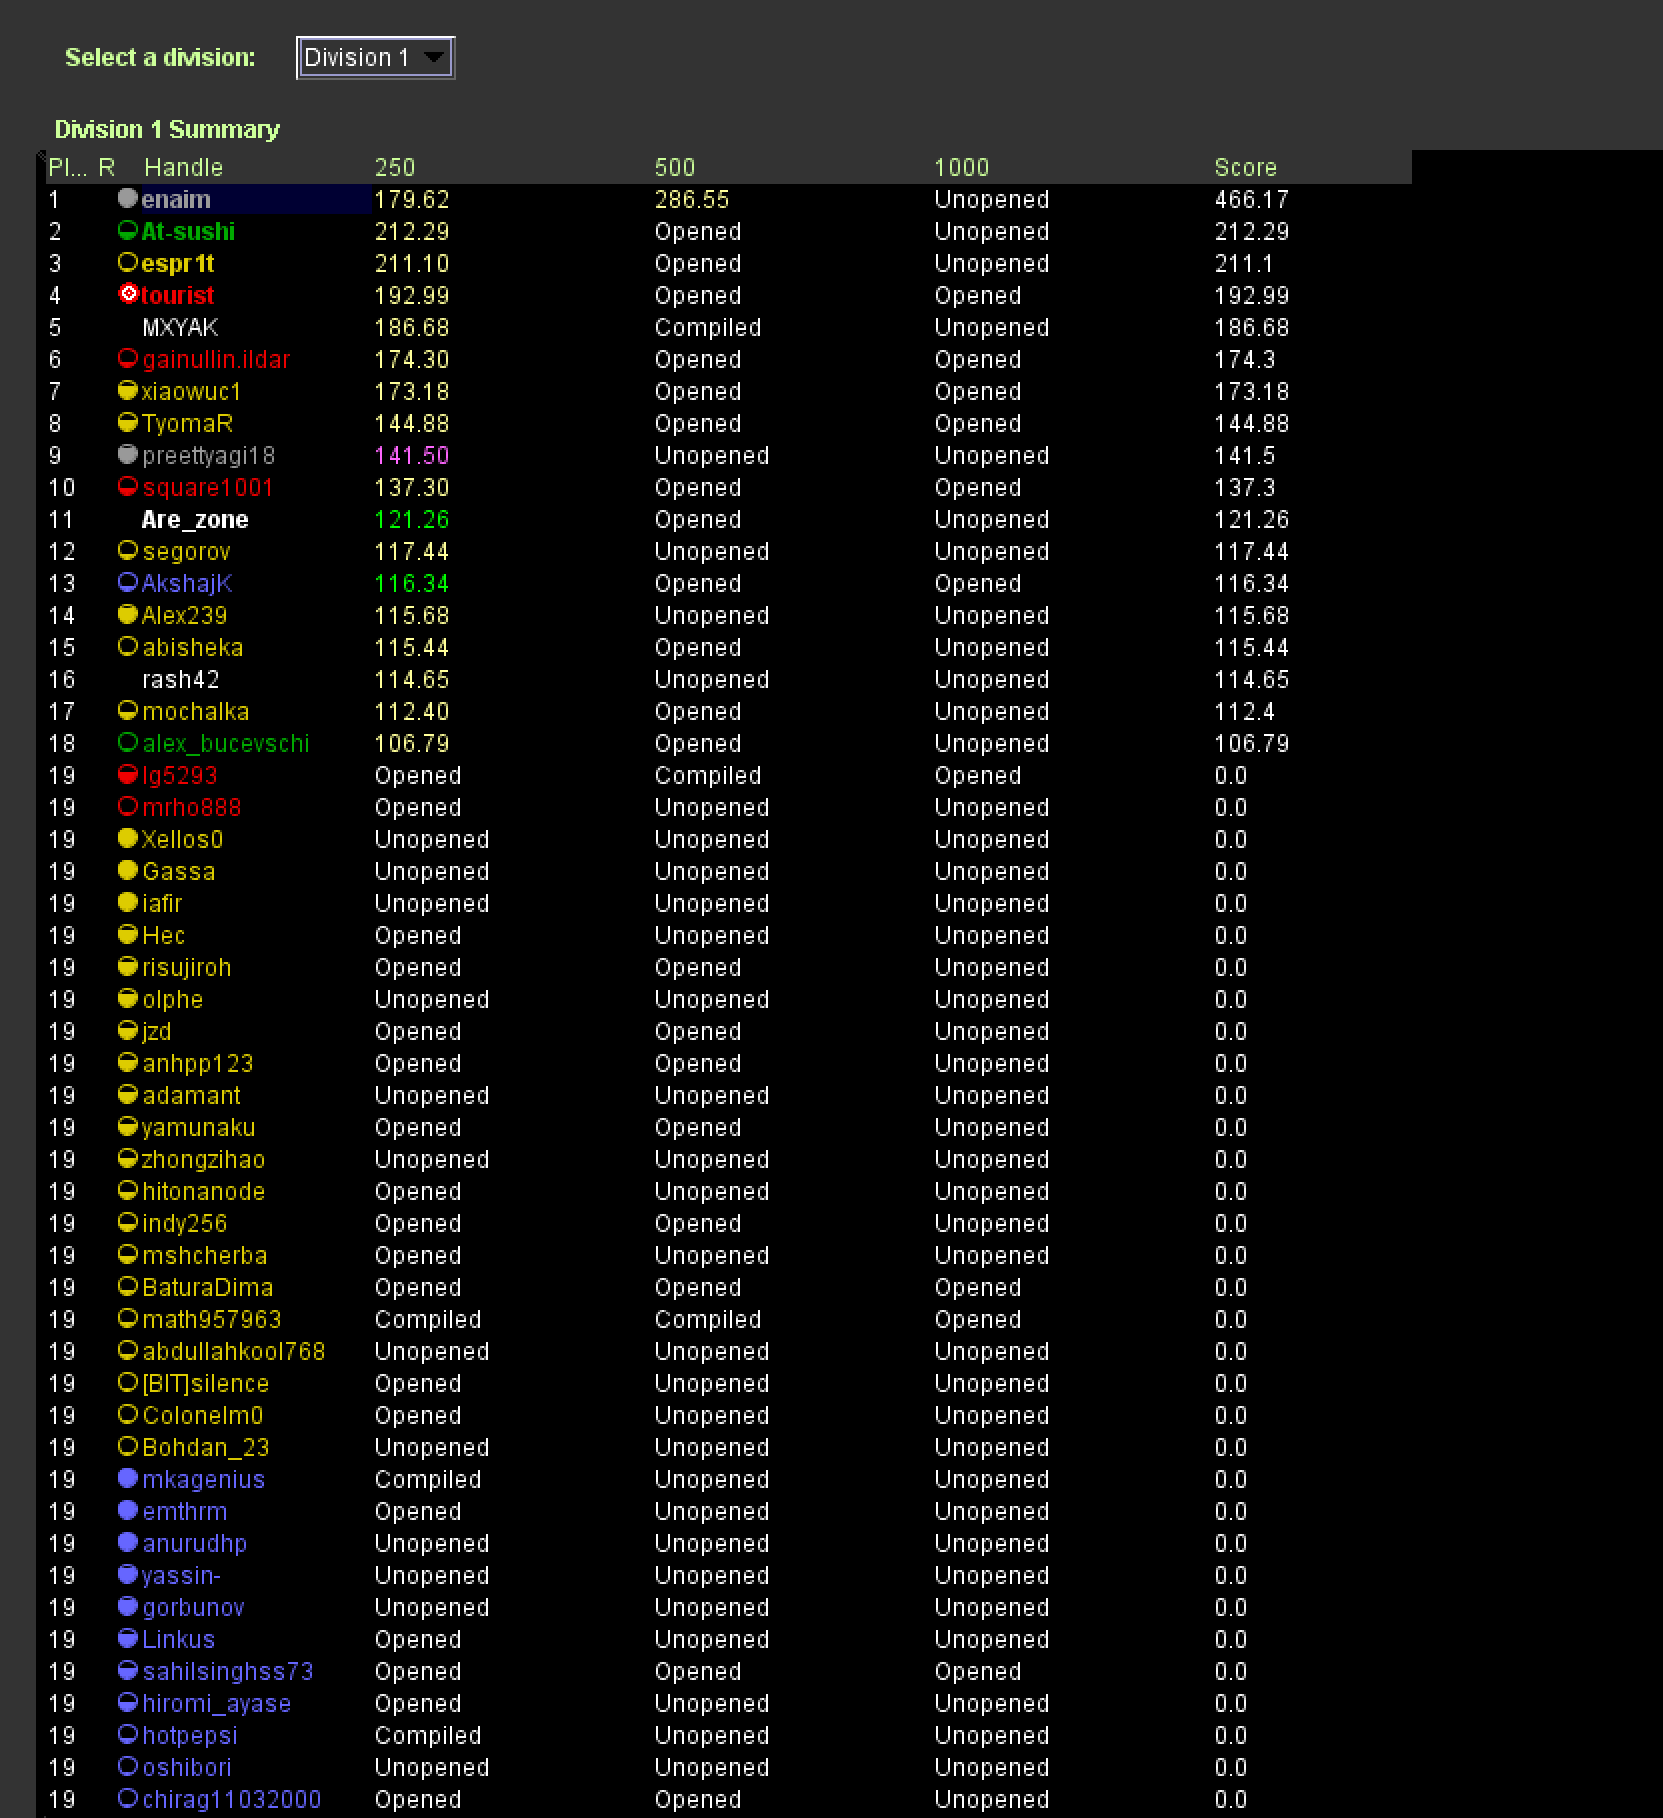 Select a division: Division 1
Division 1 Summary
Pl... R Handle 250 500 1000 Score
1 enaim 179.62 286.55 Unopened 466.17
2 At-sushi 212.29 Opened Unopened 212.29
3 espr1t 211.10 Opened Unopened 211.1
4 tourist 192.99 Opened Opened 192.99
5 MXYAK 186.68 Compiled Unopened 186.68
6 gainullin.ildar 174.30 Opened Opened 174.3
7 xiaowuc1 173.18 Opened Opened 173.18
8 TyomaR 144.88 Opened Opened 144.88
9 preettyagi18 141.50 Unopened Unopened 141.5
10 square1001 137.30 Opened Opened 137.3
11 Are_zone 121.26 Opened Unopened 121.26
12 segorov 117.44 Unopened Unopened 117.44
13 AkshajK 116.34 Opened Opened 116.34
14 Alex239 115.68 Unopened Unopened 115.68
15 abisheka 115.44 Opened Unopened 115.44
16 rash42 114.65 Unopened Unopened 114.65
17 mochalka 112.40 Opened Unopened 112.4
18 alex_bucevschi 106.79 Opened Unopened 106.79
19 lg5293 Opened Compiled Opened 0.0
19 mrho888 Opened Unopened Unopened 0.0
19 Xellos0 Unopened Unopened Unopened 0.0
19 Gassa Unopened Unopened Unopened 0.0
19 iafir Unopened Unopened Unopened 0.0
19 Hec Opened Unopened Unopened 0.0
19 risujiroh Opened Opened Unopened 0.0
19 olphe Unopened Unopened Unopened 0.0
19 jzd Opened Opened Unopened 0.0
19 anhpp123 Opened Opened Unopened 0.0
19 adamant Unopened Unopened Unopened 0.0
19 yamunaku Opened Opened Unopened 0.0
19 zhongzihao Unopened Unopened Unopened 0.0
19 hitonanode Opened Unopened Unopened 0.0
19 indy256 Opened Opened Unopened 0.0
19 mshcherba Opened Unopened Unopened 0.0
19 BaturaDima Opened Opened Opened 0.0
19 math957963 Compiled Compiled Opened 0.0
19 abdullahkool768 Unopened Unopened Unopened 0.0
19 [BIT]silence Opened Unopened Unopened 0.0
19 Colonelm0 Opened Unopened Unopened 0.0
19 Bohdan_23 Unopened Unopened Unopened 0.0
19 mkagenius Compiled Unopened Unopened 0.0
19 emthrm Opened Unopened Unopened 0.0
19 anurudhp Unopened Unopened Unopened 0.0
19 yassin- Unopened Unopened Unopened 0.0
19 gorbunov Unopened Unopened Unopened 0.0
19 Linkus Opened Unopened Unopened 0.0
19 sahilsinghss73 Opened Opened Opened 0.0
19 hiromi_ayase Opened Unopened Unopened 0.0
19 hotpepsi Compiled Unopened Unopened 0.0
19 oshibori Unopened Unopened Unopened 0.0
19 chirag11032000 Opened Opened Unopened 0.0